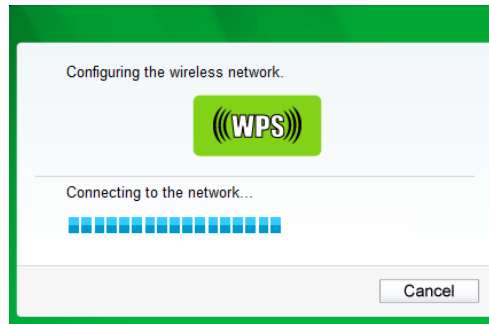 Configuring the wireless network.
(((WPS)))
Connecting to the network...
Cancel